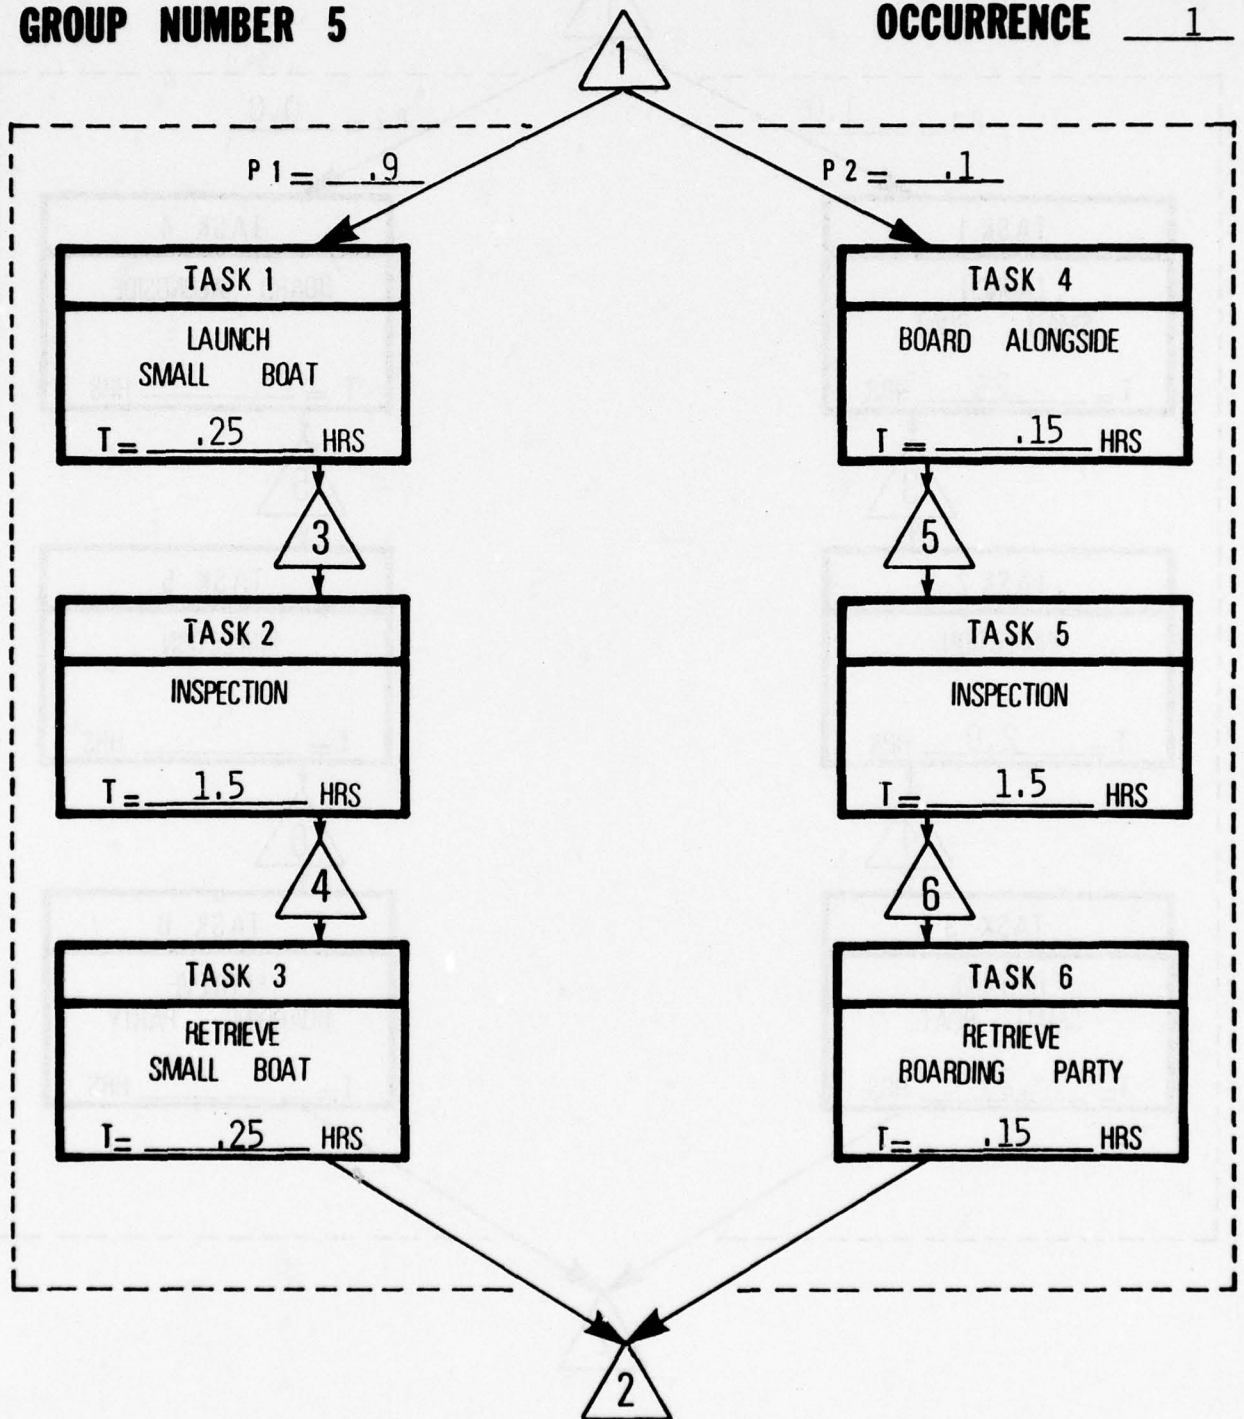 GROUP NUMBER 5
OCCURRENCE 1
1
P 1 = .9
P 2 = .1
TASK 1
LAUNCH
SMALL BOAT
T = .25 HRS
TASK 4
BOARD ALONGSIDE
T = .15 HRS
3
5
TASK 2
INSPECTION
T = 1.5 HRS
TASK 5
INSPECTION
T = 1.5 HRS
4
6
TASK 3
RETRIEVE
SMALL BOAT
T = .25 HRS
TASK 6
RETRIEVE
BOARDING PARTY
T = .15 HRS
2